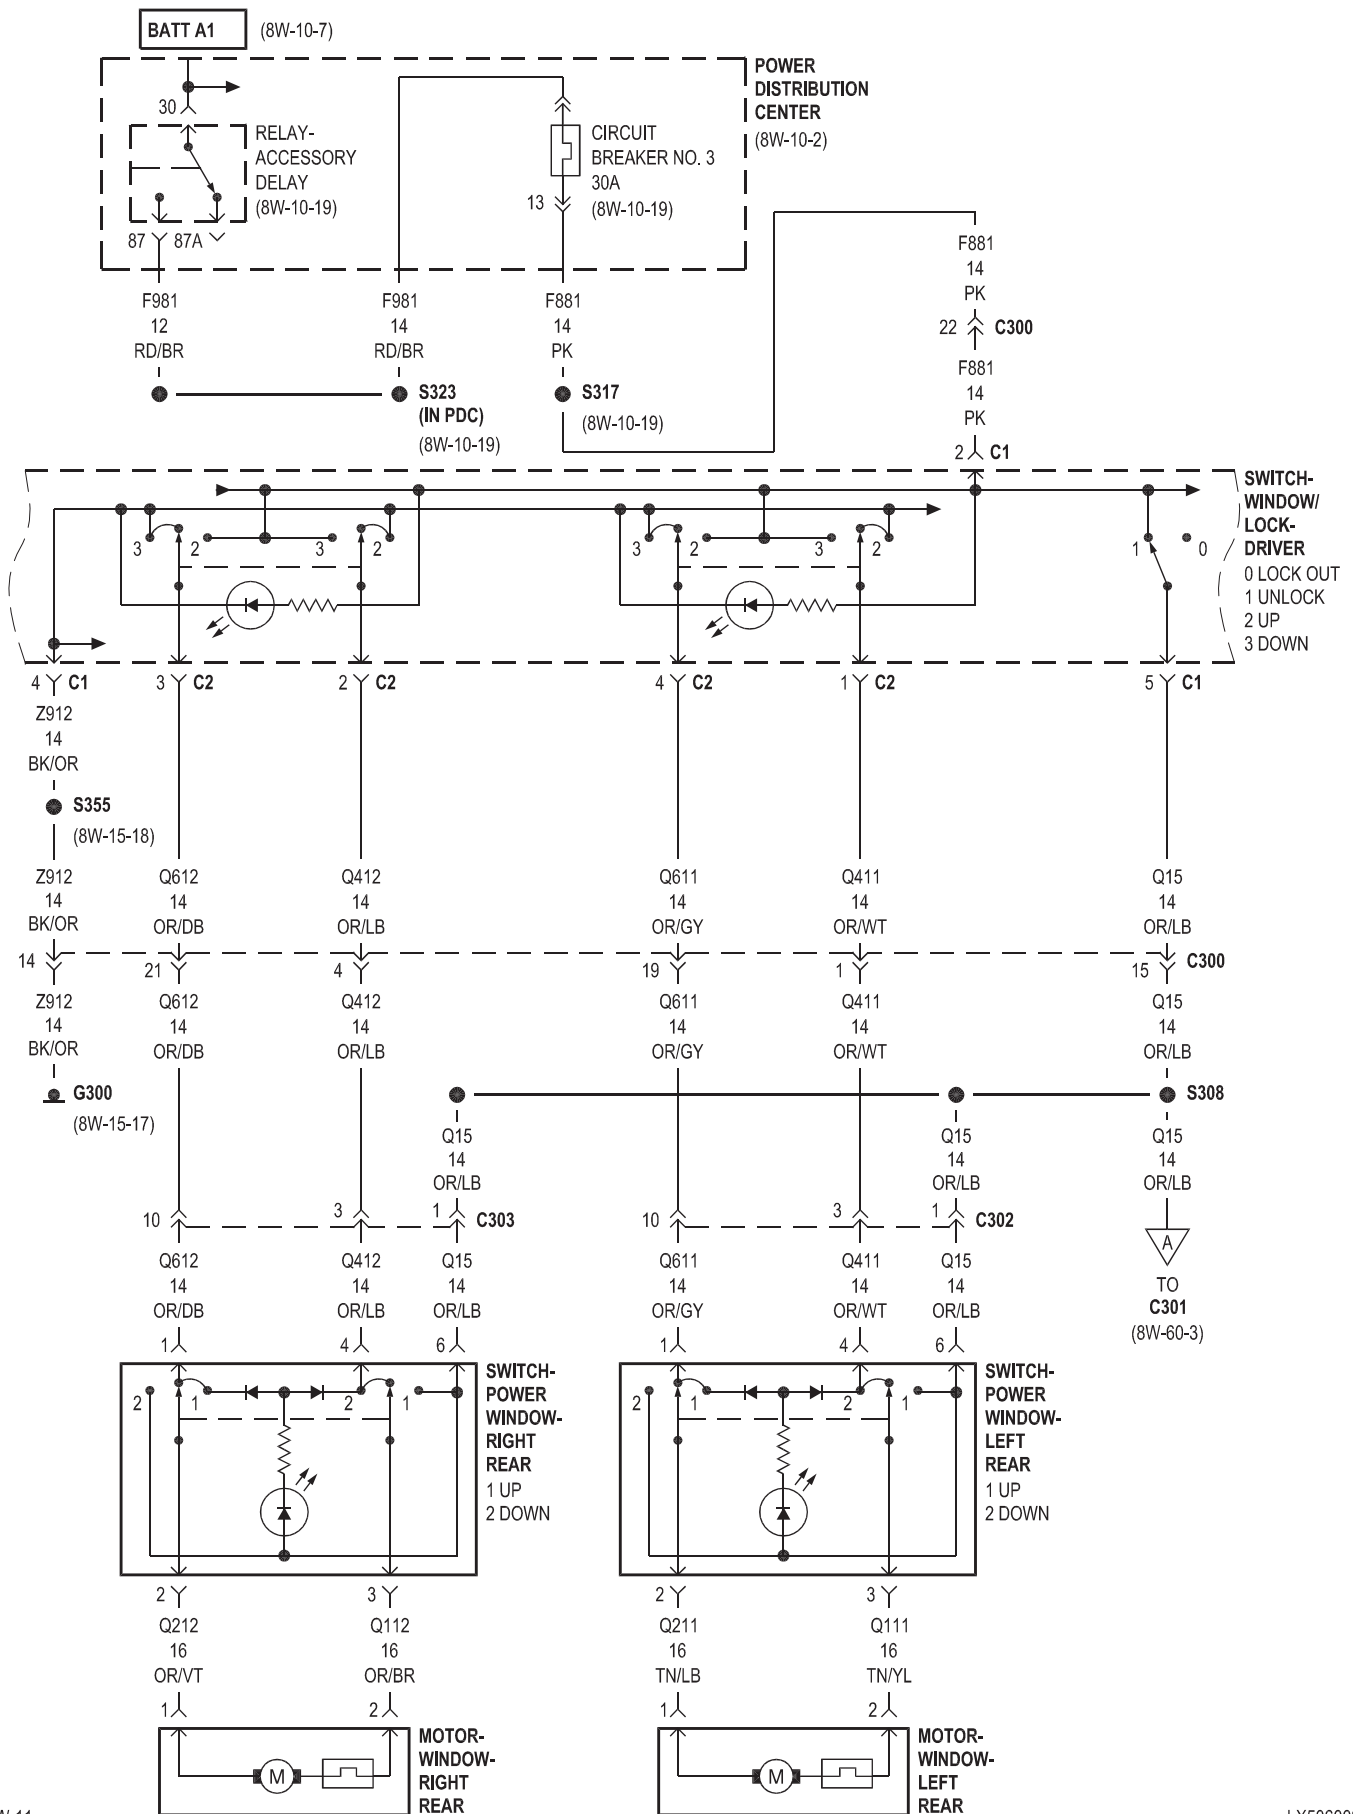 BATT A1 (8W-10-7)
POWER
DISTRIBUTION
CENTER
(8W-10-2)
30
RELAY-
ACCESSORY
DELAY
(8W-10-19)
CIRCUIT
BREAKER NO. 3
30A
(8W-10-19)
13
87 87A
F881
14
PK
22 C300
F881
14
PK
2 C1
F981
12
RD/BR
F981
14
RD/BR
F881
14
PK
S323
(IN PDC)
(8W-10-19)
S317
(8W-10-19)
SWITCH-
WINDOW/
LOCK-
DRIVER
0 LOCK OUT
1 UNLOCK
2 UP
3 DOWN
3 2 3 2 3 2 3 2 1 0
4 C1 3 C2 2 C2 4 C2 1 C2 5 C1
Z912
14
BK/OR
S355
(8W-15-18)
Z912 Q612 Q412 Q611 Q411 Q15
14 14 14 14 14 14
BK/OR OR/DB OR/LB OR/GY OR/WT OR/LB
14 21 4 19 1 15 C300
Z912 Q612 Q412 Q611 Q411 Q15
14 14 14 14 14 14
BK/OR OR/DB OR/LB OR/GY OR/WT OR/LB
G300
(8W-15-17)
S308
Q15 Q15 Q15
14 14 14
OR/LB OR/LB OR/LB
10 3 1 C303 10 3 1 C302
A
TO
C301
(8W-60-3)
Q612 Q412 Q15 Q611 Q411 Q15
14 14 14 14 14 14
OR/DB OR/LB OR/LB OR/GY OR/WT OR/LB
1 4 6 1 4 6
2 1 2 1
SWITCH-
POWER
WINDOW-
RIGHT
REAR
1 UP
2 DOWN
2 1 2 1
SWITCH-
POWER
WINDOW-
LEFT
REAR
1 UP
2 DOWN
2 3 2 3
Q212 Q112 Q211 Q111
16 16 16 16
OR/VT OR/BR TN/LB TN/YL
1 2 1 2
M
MOTOR-
WINDOW-
RIGHT
REAR
M
MOTOR-
WINDOW-
LEFT
REAR